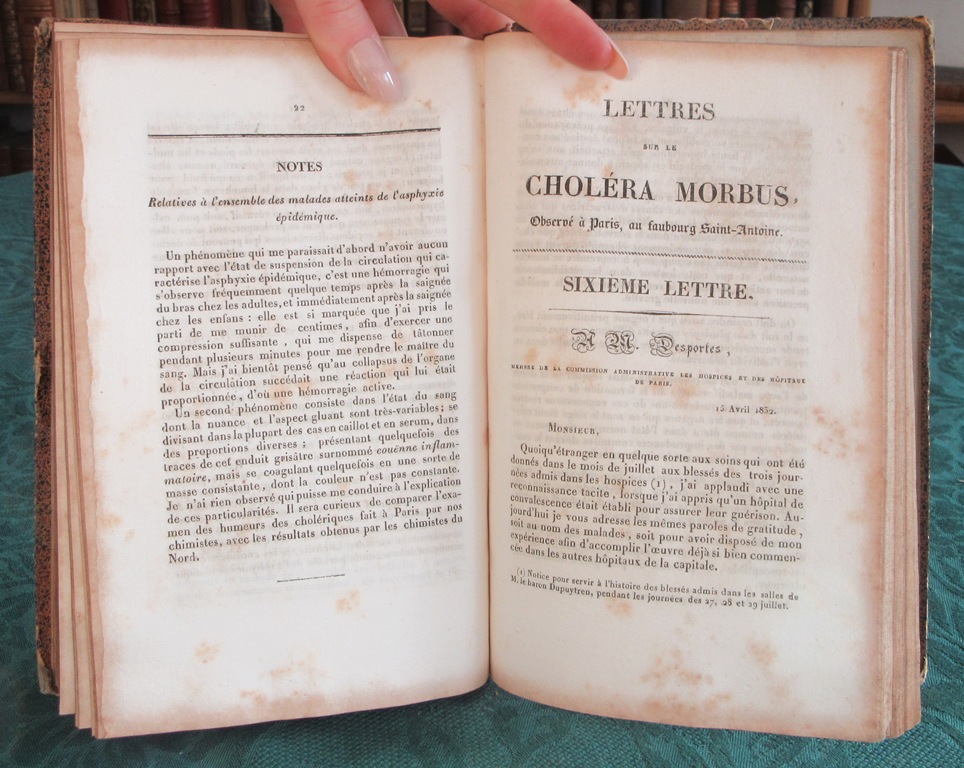 22
NOTES
Relatives à l'ensemble des malades atteints de l'asphyxie
épidémique.
Un phénomène qui me paraissait d'abord n'avoir aucun
rapport avec l'état de suspension de la circulation qui ca-
ractérise l'asphyxie épidémique, c'est une hémorragie qui
s'observe fréquemment quelque temps après la saignée
du bras chez les adultes, et immédiatement après la saignée
chez les enfans : elle est si marquée que j'ai pris le
parti de me munir de centimes, afin d'exercer une
compression suffisante, qui me dispense de tâtonner
pendant plusieurs minutes pour me rendre le maître du
sang. Mais j'ai bientôt pensé qu'au collapsus de l'organe
de la circulation succédait une réaction qui lui était
proportionnée, d'où une hémorragie active.
Un second phénomène consiste dans l'état du sang
dont la nuance et l'aspect gluant sont très-variables; se
divisant dans la plupart des cas en caillot et en serum, dans
des proportions diverses ; présentant quelquefois des
traces de cet enduit grisâtre surnommé couënne inflam-
matoire, mais se coagulant quelquefois en une sorte de
masse consistante, dont la couleur n'est pas constante.
Je n'ai rien observé qui puisse me conduire à l'explication
de ces particularités. Il sera curieux de comparer l'exa-
men des humeurs des cholériques fait à Paris par nos
chimistes, avec les résultats obtenus par les chimistes du
Nord.
LETTRES
SUR LE
CHOLÉRA MORBUS,
Observé à Paris, au faubourg Saint-Antoine.
SIXIÈME LETTRE.
A M. Desportes,
MEMBRE DE LA COMMISSION ADMINISTRATIVE LES HOSPICES ET DES HÔPITAUX
DE PARIS.
15 Avril 1832.
MONSIEUR,
Quoiqu'étranger en quelque sorte aux soins qui ont été
donnés dans le mois de juillet aux blessés des trois jour-
nées admis dans les hospices (1), j'ai applaudi avec une
reconnaissance tacite, lorsque j'ai appris qu'un hôpital de
convalescence était établi pour assurer leur guérison. Au-
jourd'hui je vous adresse les mêmes paroles de gratitude,
soit au nom des malades, soit pour avoir disposé de mon
expérience afin d'accomplir l'œuvre déjà si bien commen-
cée dans les autres hôpitaux de la capitale.
(1) Notice pour servir à l'histoire des blessés admis dans les salles de
M. le baron Dupuytren, pendant les journées des 27, 28 et 29 juillet.